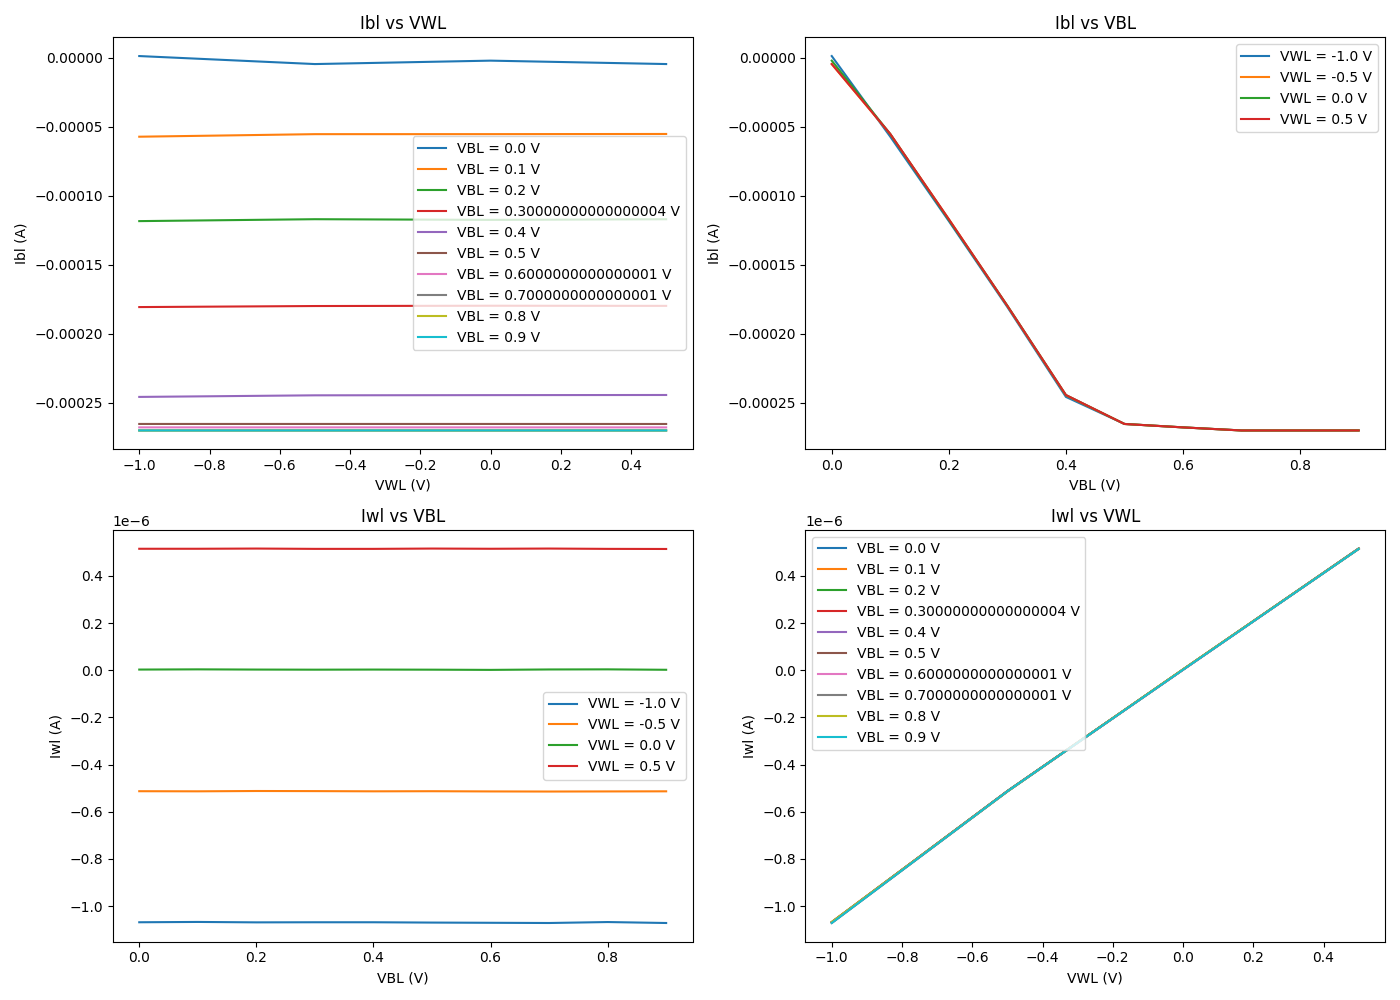 Ibl vs VWL
0.00000
−0.00005
−0.00010
−0.00015
−0.00020
−0.00025
Ibl (A)
VBL = 0.0 V
VBL = 0.1 V
VBL = 0.2 V
VBL = 0.30000000000000004 V
VBL = 0.4 V
VBL = 0.5 V
VBL = 0.6000000000000001 V
VBL = 0.7000000000000001 V
VBL = 0.8 V
VBL = 0.9 V
−1.0 −0.8 −0.6 −0.4 −0.2 0.0 0.2 0.4
VWL (V)
Ibl vs VBL
0.00000
−0.00005
−0.00010
−0.00015
−0.00020
−0.00025
Ibl (A)
VWL = -1.0 V
VWL = -0.5 V
VWL = 0.0 V
VWL = 0.5 V
0.0 0.2 0.4 0.6 0.8
VBL (V)
Iwl vs VBL
1e−6
0.4
0.2
0.0
−0.2
−0.4
−0.6
−0.8
−1.0
Iwl (A)
VWL = -1.0 V
VWL = -0.5 V
VWL = 0.0 V
VWL = 0.5 V
0.0 0.2 0.4 0.6 0.8
VBL (V)
Iwl vs VWL
1e−6
0.4
0.2
0.0
−0.2
−0.4
−0.6
−0.8
−1.0
Iwl (A)
VBL = 0.0 V
VBL = 0.1 V
VBL = 0.2 V
VBL = 0.30000000000000004 V
VBL = 0.4 V
VBL = 0.5 V
VBL = 0.6000000000000001 V
VBL = 0.7000000000000001 V
VBL = 0.8 V
VBL = 0.9 V
−1.0 −0.8 −0.6 −0.4 −0.2 0.0 0.2 0.4
VWL (V)